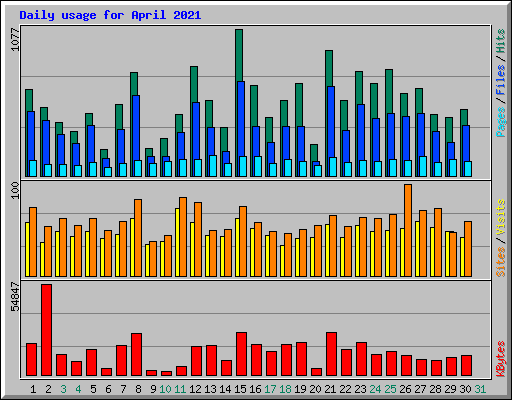 Daily usage for April 2021
1077
Pages / Files / Hits
100
Sites / Visits
54847
KBytes
1 2 3 4 5 6 7 8 9 10 11 12 13 14 15 16 17 18 19 20 21 22 23 24 25 26 27 28 29 30 31